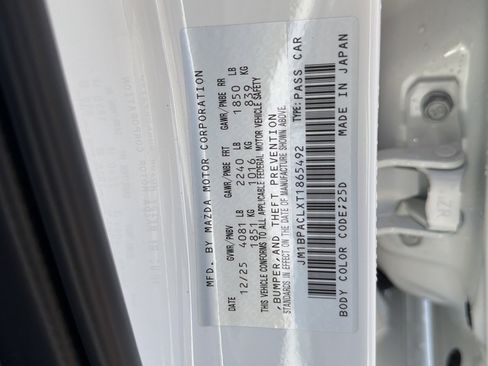 MFD. BY MAZDA MOTOR CORPORATION
DATE GVWR/PNBV GAWR/PNBE FRT GAWR/PNBE RR
12/25 4081 LB 2240 LB 1850 LB
1851 KG 1016 KG 839 KG
THIS VEHICLE CONFORMS TO ALL APPLICABLE FEDERAL MOTOR VEHICLE SAFETY
,BUMPER,AND THEFT PREVENTION
STANDARDS IN EFFECT ON THE DATE OF MANUFACTURE SHOWN ABOVE.
JM1BPACLXT1865492 TYPE:PASS CAR
BODY COLOR CODE;25D MADE IN JAPAN